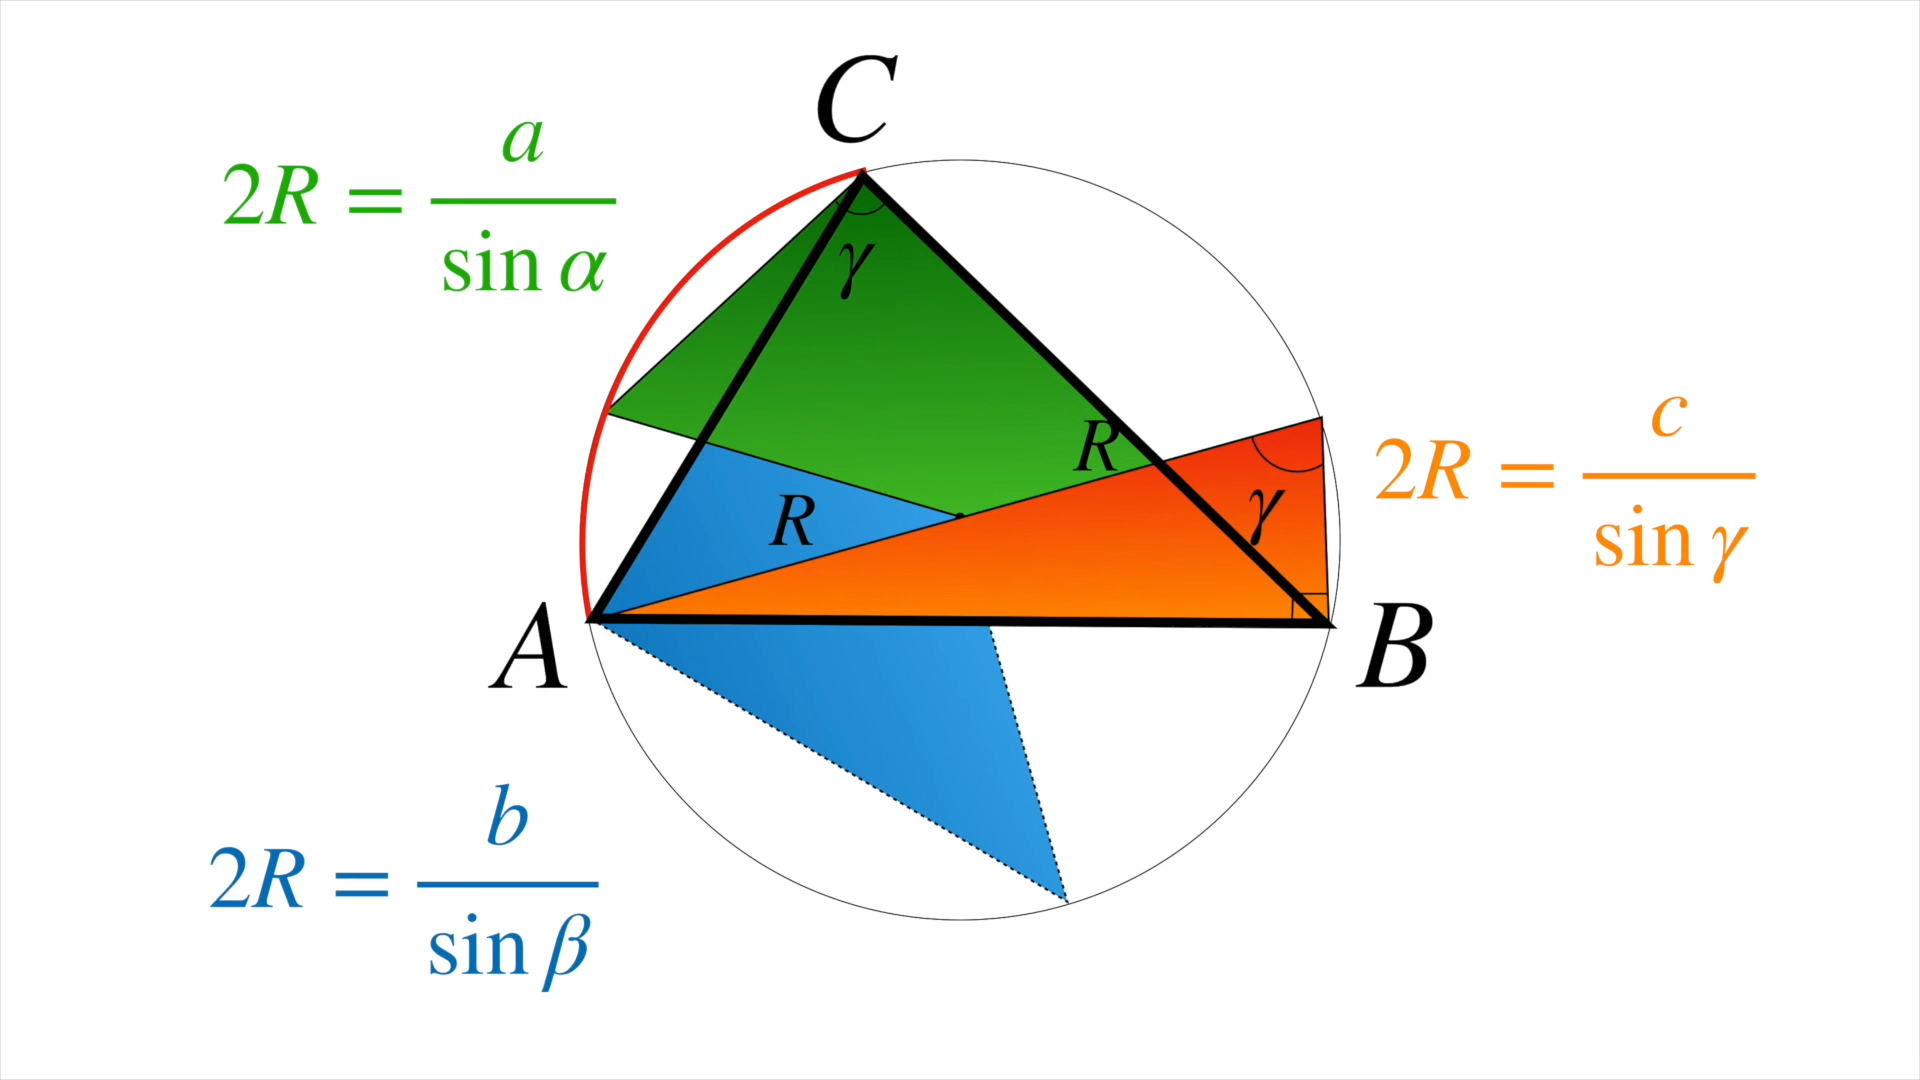 C
2R = a / sin α
γ
R
2R = c / sin γ
R
γ
A
B
2R = b / sin β